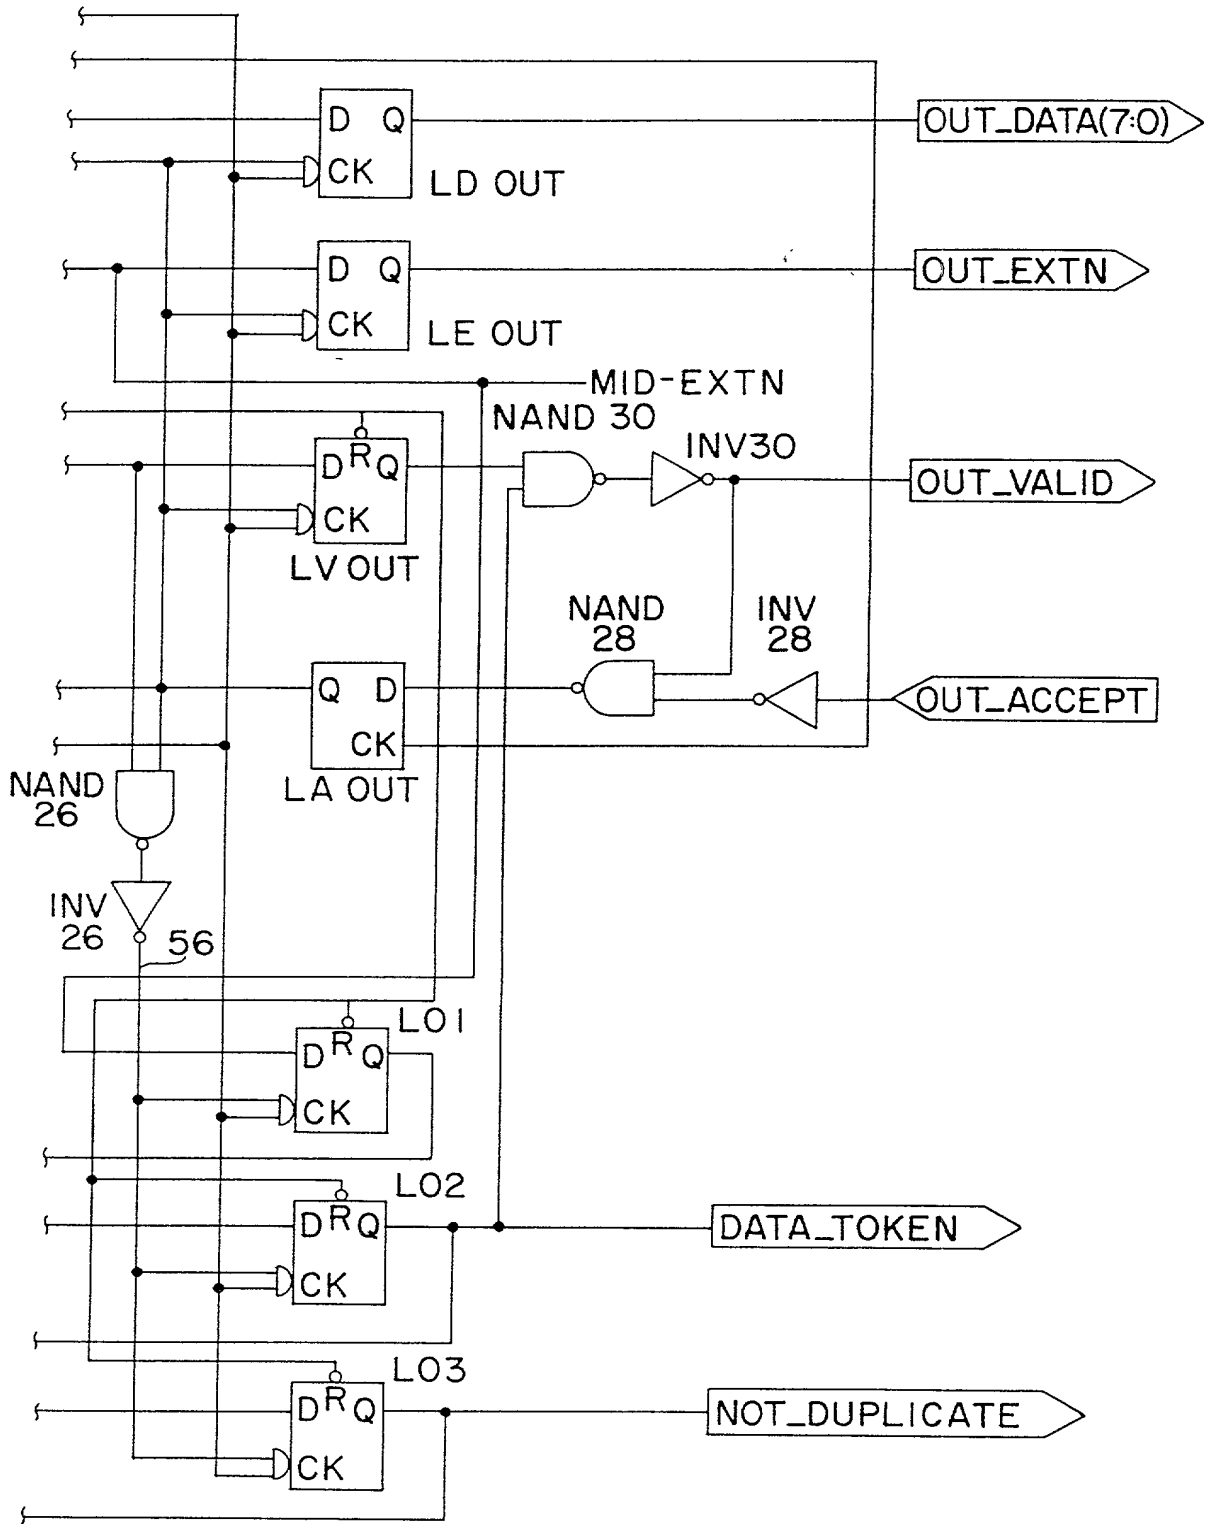 D Q
OUT_DATA(7:0)
CK
LD OUT
D Q
OUT_EXTN
CK
LE OUT
MID-EXTN
NAND 30
INV30
D R Q
OUT_VALID
CK
LV OUT
NAND
28
INV
28
Q D
OUT_ACCEPT
CK
LA OUT
NAND
26
INV
26
56
LO1
D R Q
CK
LO2
D R Q
DATA_TOKEN
CK
LO3
D R Q
NOT_DUPLICATE
CK